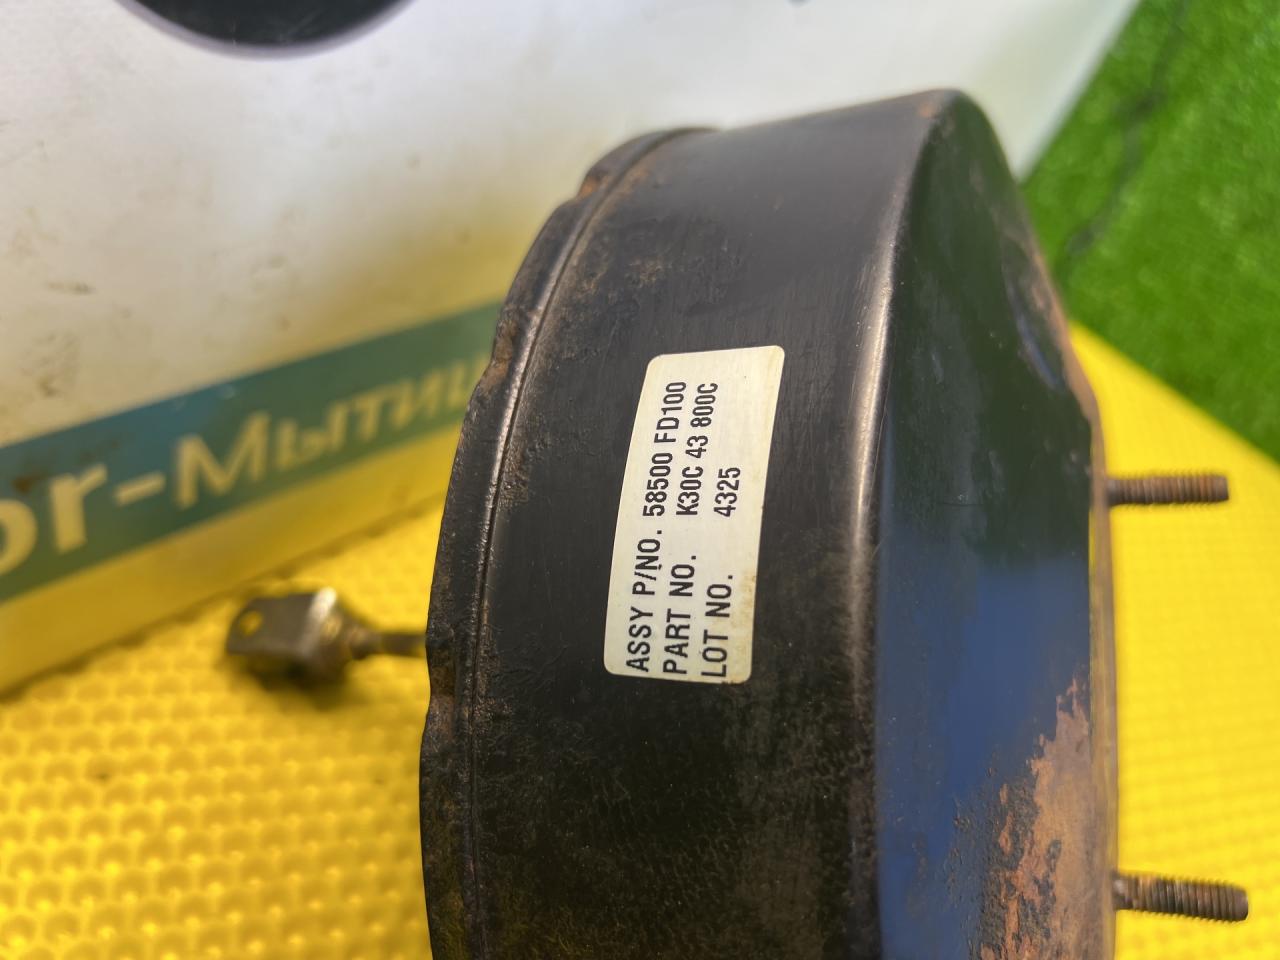 or-Мытищ
ASSY P/NO. 58500 FD100
PART NO. K30C 43 800C
LOT NO. 4325